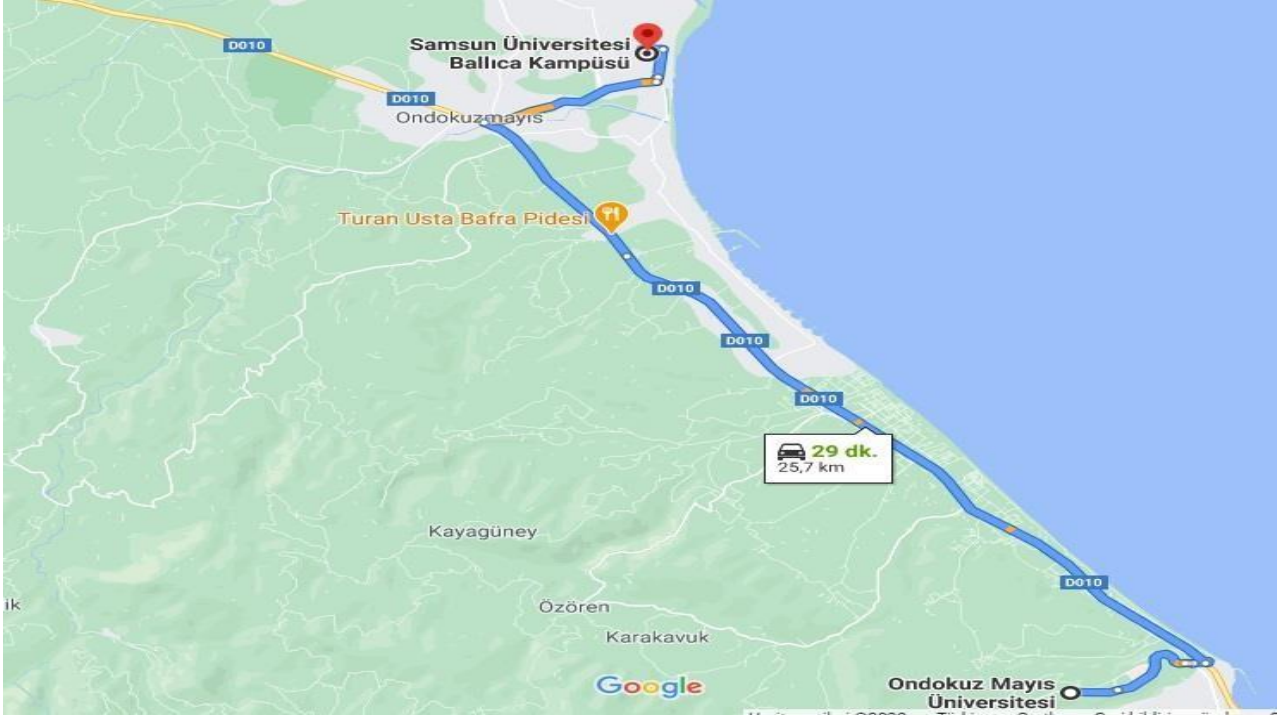 D010
Samsun Üniversitesi
Ballıca Kampüsü
D010
Ondokuzmayıs
Turan Usta Bafra Pidesi
D010
D010
D010
29 dk.
25,7 km
Kayagüney
D010
ik
Özören
Karakavuk
Google
Ondokuz Mayıs
Üniversitesi